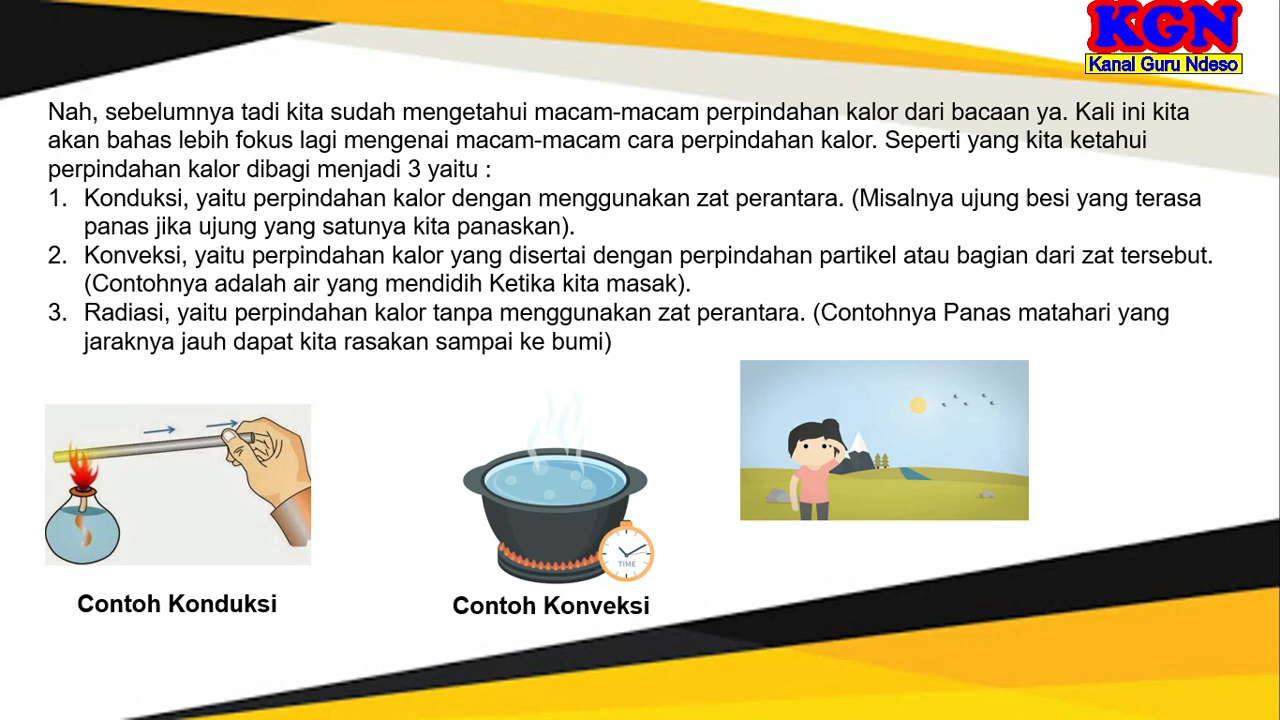 KGN
Kanal Guru Ndeso
Nah, sebelumnya tadi kita sudah mengetahui macam-macam perpindahan kalor dari bacaan ya. Kali ini kita
akan bahas lebih fokus lagi mengenai macam-macam cara perpindahan kalor. Seperti yang kita ketahui
perpindahan kalor dibagi menjadi 3 yaitu :
1. Konduksi, yaitu perpindahan kalor dengan menggunakan zat perantara. (Misalnya ujung besi yang terasa
panas jika ujung yang satunya kita panaskan).
2. Konveksi, yaitu perpindahan kalor yang disertai dengan perpindahan partikel atau bagian dari zat tersebut.
(Contohnya adalah air yang mendidih Ketika kita masak).
3. Radiasi, yaitu perpindahan kalor tanpa menggunakan zat perantara. (Contohnya Panas matahari yang
jaraknya jauh dapat kita rasakan sampai ke bumi)
TIME
Contoh Konduksi
Contoh Konveksi